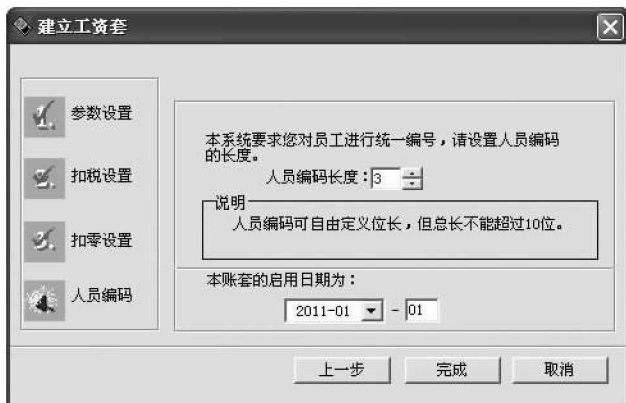 建立工资套
参数设置
扣税设置
扣零设置
人员编码
本系统要求您对员工进行统一编号，请设置人员编码
的长度。
人员编码长度：3
说明
人员编码可自由定义位长，但总长不能超过10位。
本账套的启用日期为：
2011-01 - 01
上一步 完成 取消